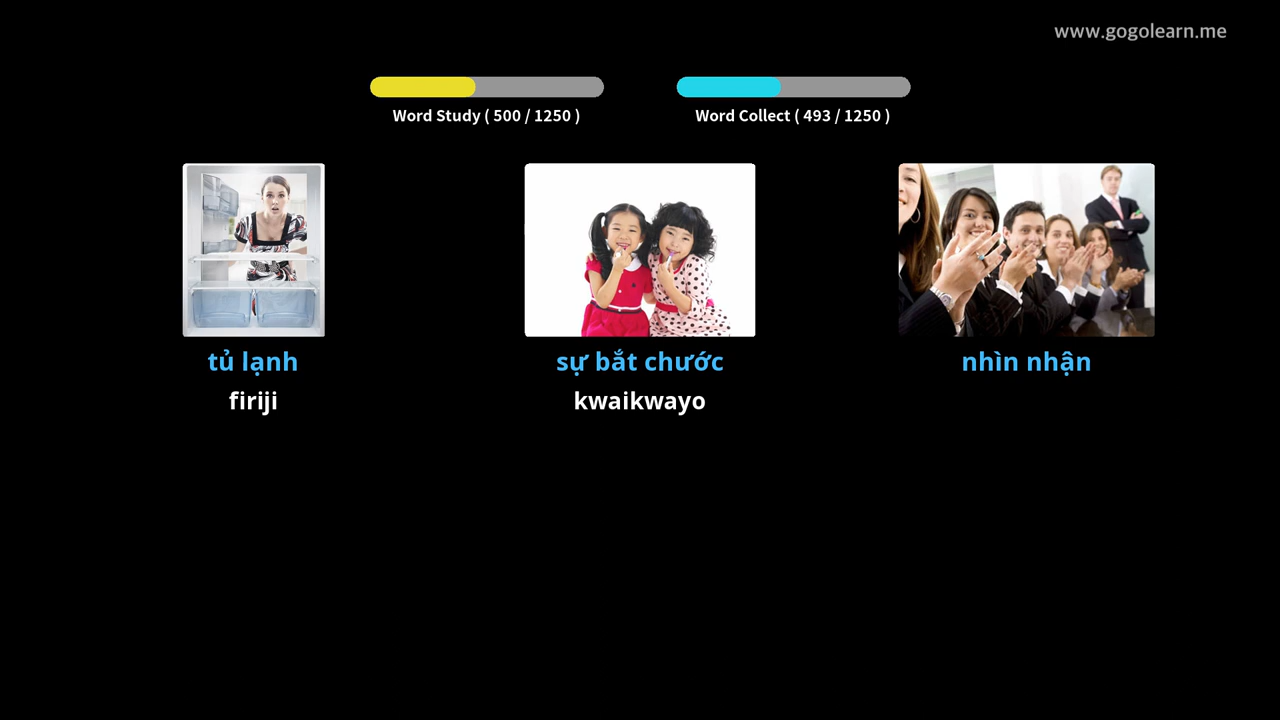 www.gogolearn.me
Word Study ( 500 / 1250 )
Word Collect ( 493 / 1250 )
tủ lạnh
firiji
sự bắt chước
kwaikwayo
nhìn nhận